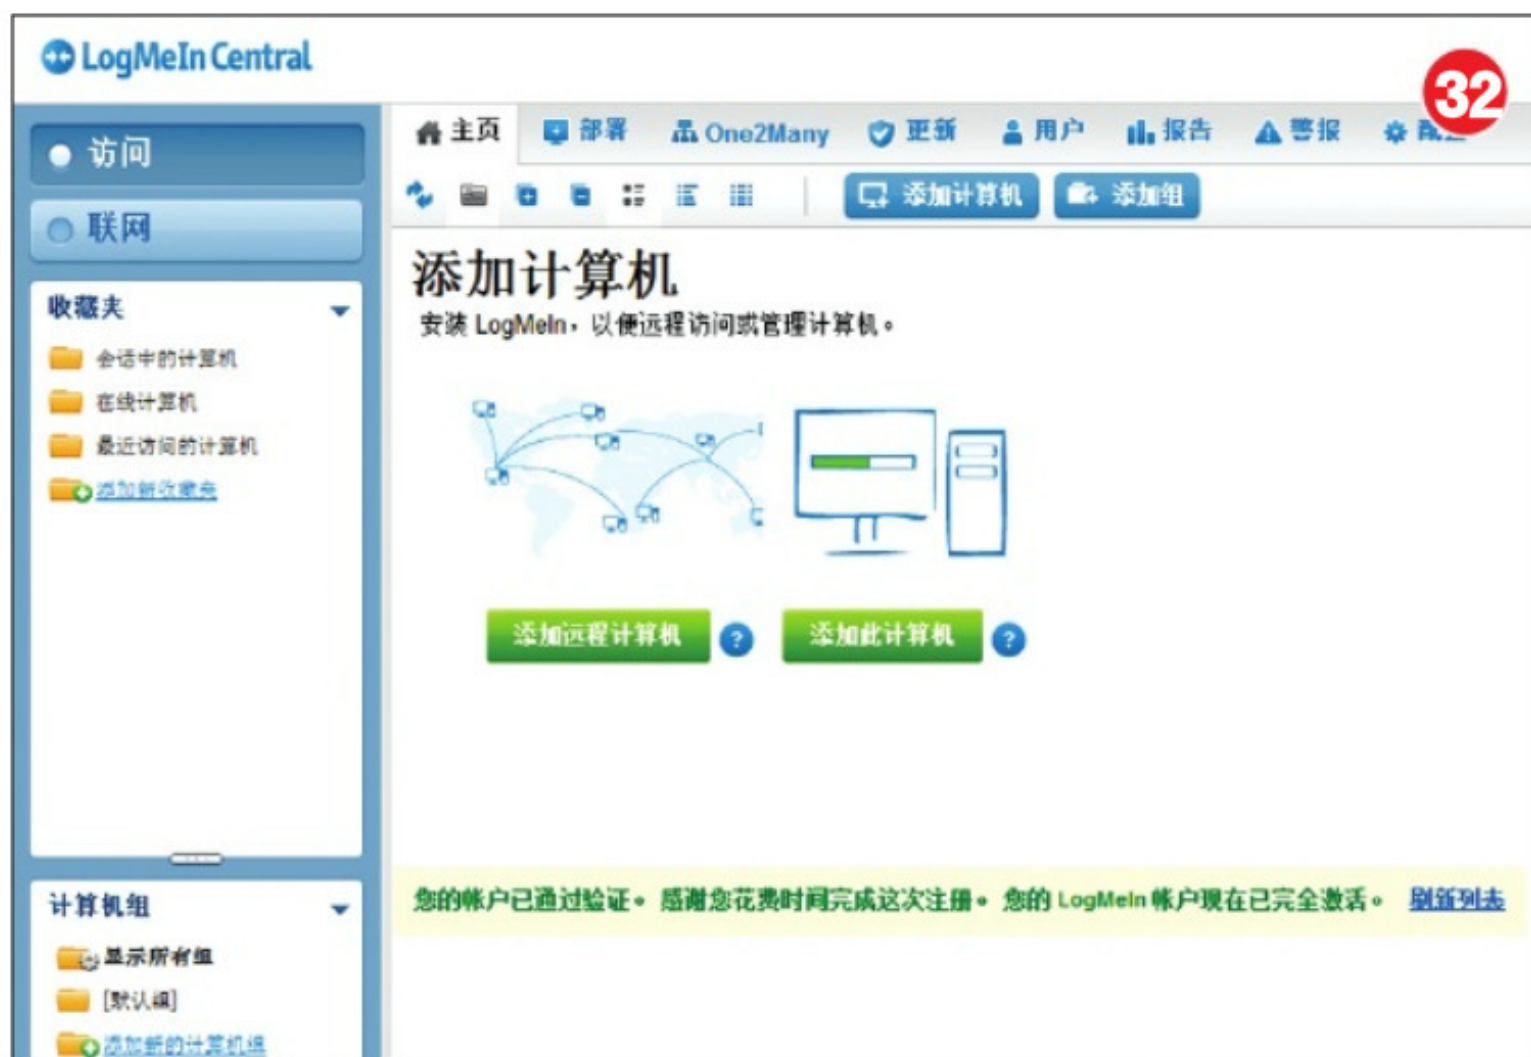 LogMeIn Central
32
访问
联网
主页 部署 One2Many 更新 用户 报告 警报
添加计算机 添加组
收藏夹
会话中的计算机
在线计算机
最近访问的计算机
添加新收藏夹
添加计算机
安装 LogMeIn，以便远程访问或管理计算机。
添加远程计算机 ? 添加此计算机 ?
计算机组
显示所有组
[默认组]
添加新的计算机组
您的帐户已通过验证。 感谢您花费时间完成这次注册。 您的 LogMeIn 帐户现在已完全激活。 刷新列表